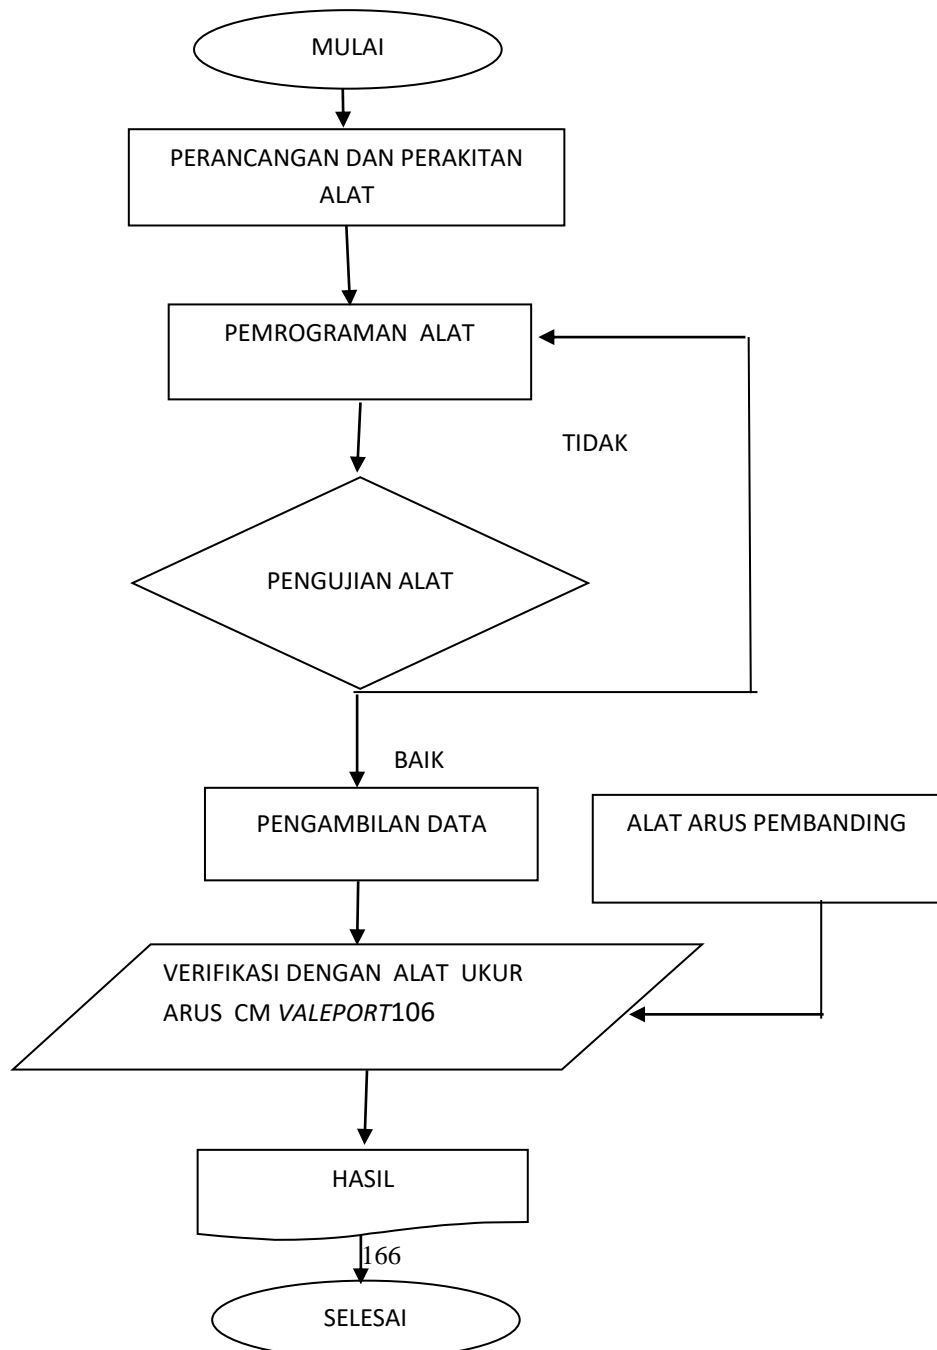 MULAI
PERANCANGAN DAN PERAKITAN
ALAT
PEMROGRAMAN ALAT
TIDAK
PENGUJIAN ALAT
BAIK
PENGAMBILAN DATA
ALAT ARUS PEMBANDING
VERIFIKASI DENGAN ALAT UKUR
ARUS CM VALEPORT106
HASIL
166
SELESAI